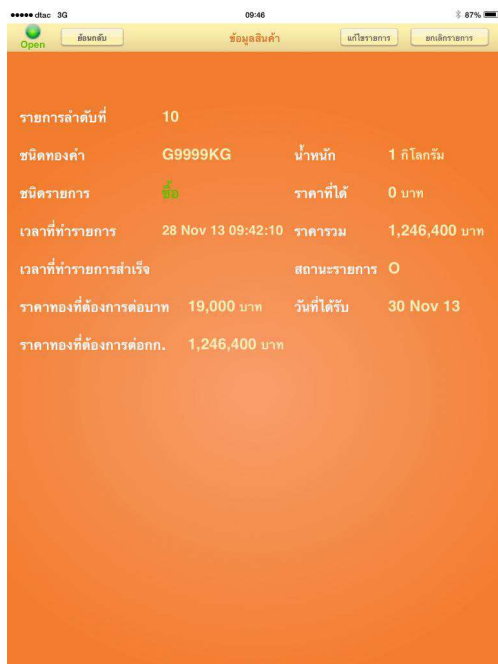 dtac 3G 09:46 87%
Open ย้อนกลับ ข้อมูลสินค้า แก้ไขรายการ ยกเลิกรายการ
รายการลำดับที่ 10
ชนิดทองคำ G9999KG น้ำหนัก 1 กิโลกรัม
ชนิดรายการ ซื้อ ราคาที่ได้ 0 บาท
เวลาที่ทำรายการ 28 Nov 13 09:42:10 ราคารวม 1,246,400 บาท
เวลาที่ทำรายการสำเร็จ สถานะรายการ O
ราคาทองที่ต้องการต่อบาท 19,000 บาท วันที่ได้รับ 30 Nov 13
ราคาทองที่ต้องการต่อกก. 1,246,400 บาท